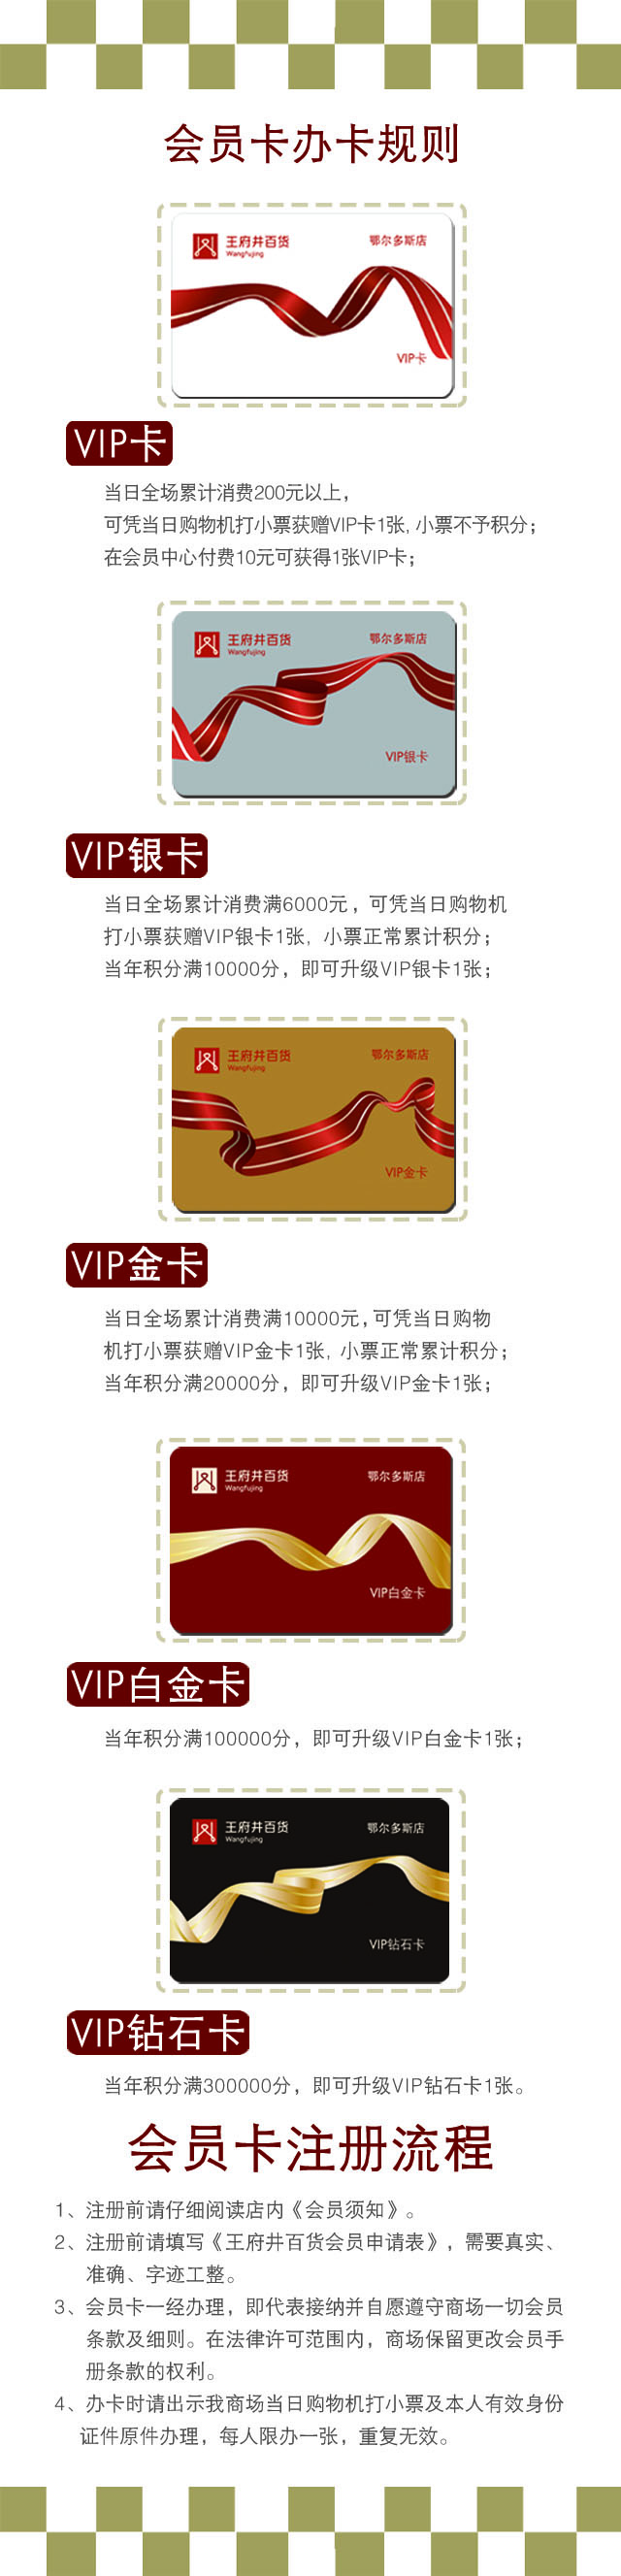 会员卡办卡规则
王府井百货
Wangfujing
鄂尔多斯店
VIP卡
VIP卡
当日全场累计消费200元以上，
可凭当日购物机打小票获赠VIP卡1张, 小票不予积分；
在会员中心付费10元可获得1张VIP卡；
王府井百货
Wangfujing
鄂尔多斯店
VIP银卡
VIP银卡
当日全场累计消费满6000元，可凭当日购物机
打小票获赠VIP银卡1张, 小票正常累计积分；
当年积分满10000分，即可升级VIP银卡1张；
王府井百货
Wangfujing
鄂尔多斯店
VIP金卡
VIP金卡
当日全场累计消费满10000元，可凭当日购物
机打小票获赠VIP金卡1张, 小票正常累计积分；
当年积分满20000分，即可升级VIP金卡1张；
王府井百货
Wangfujing
鄂尔多斯店
VIP白金卡
VIP白金卡
当年积分满100000分，即可升级VIP白金卡1张；
王府井百货
Wangfujing
鄂尔多斯店
VIP钻石卡
VIP钻石卡
当年积分满300000分，即可升级VIP钻石卡1张。
会员卡注册流程
1、注册前请仔细阅读店内《会员须知》。
2、注册前请填写《王府井百货会员申请表》，需要真实、
准确、字迹工整。
3、会员卡一经办理，即代表接纳并自愿遵守商场一切会员
条款及细则。在法律许可范围内，商场保留更改会员手
册条款的权利。
4、办卡时请出示我商场当日购物机打小票及本人有效身份
证件原件办理，每人限办一张，重复无效。